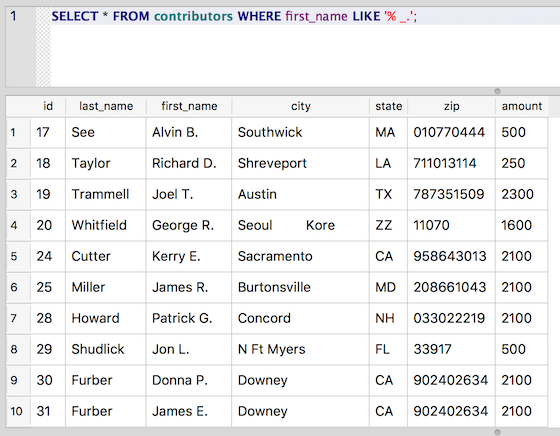 1 SELECT * FROM contributors WHERE first_name LIKE '% _.';
id last_name first_name city state zip amount
1 17 See Alvin B. Southwick MA 010770444 500
2 18 Taylor Richard D. Shreveport LA 711013114 250
3 19 Trammell Joel T. Austin TX 787351509 2300
4 20 Whitfield George R. Seoul Kore ZZ 11070 1600
5 24 Cutter Kerry E. Sacramento CA 958643013 2100
6 25 Miller James R. Burtonsville MD 208661043 2100
7 28 Howard Patrick G. Concord NH 033022219 2100
8 29 Shudlick Jon L. N Ft Myers FL 33917 500
9 30 Furber Donna P. Downey CA 902402634 2100
10 31 Furber James E. Downey CA 902402634 2100